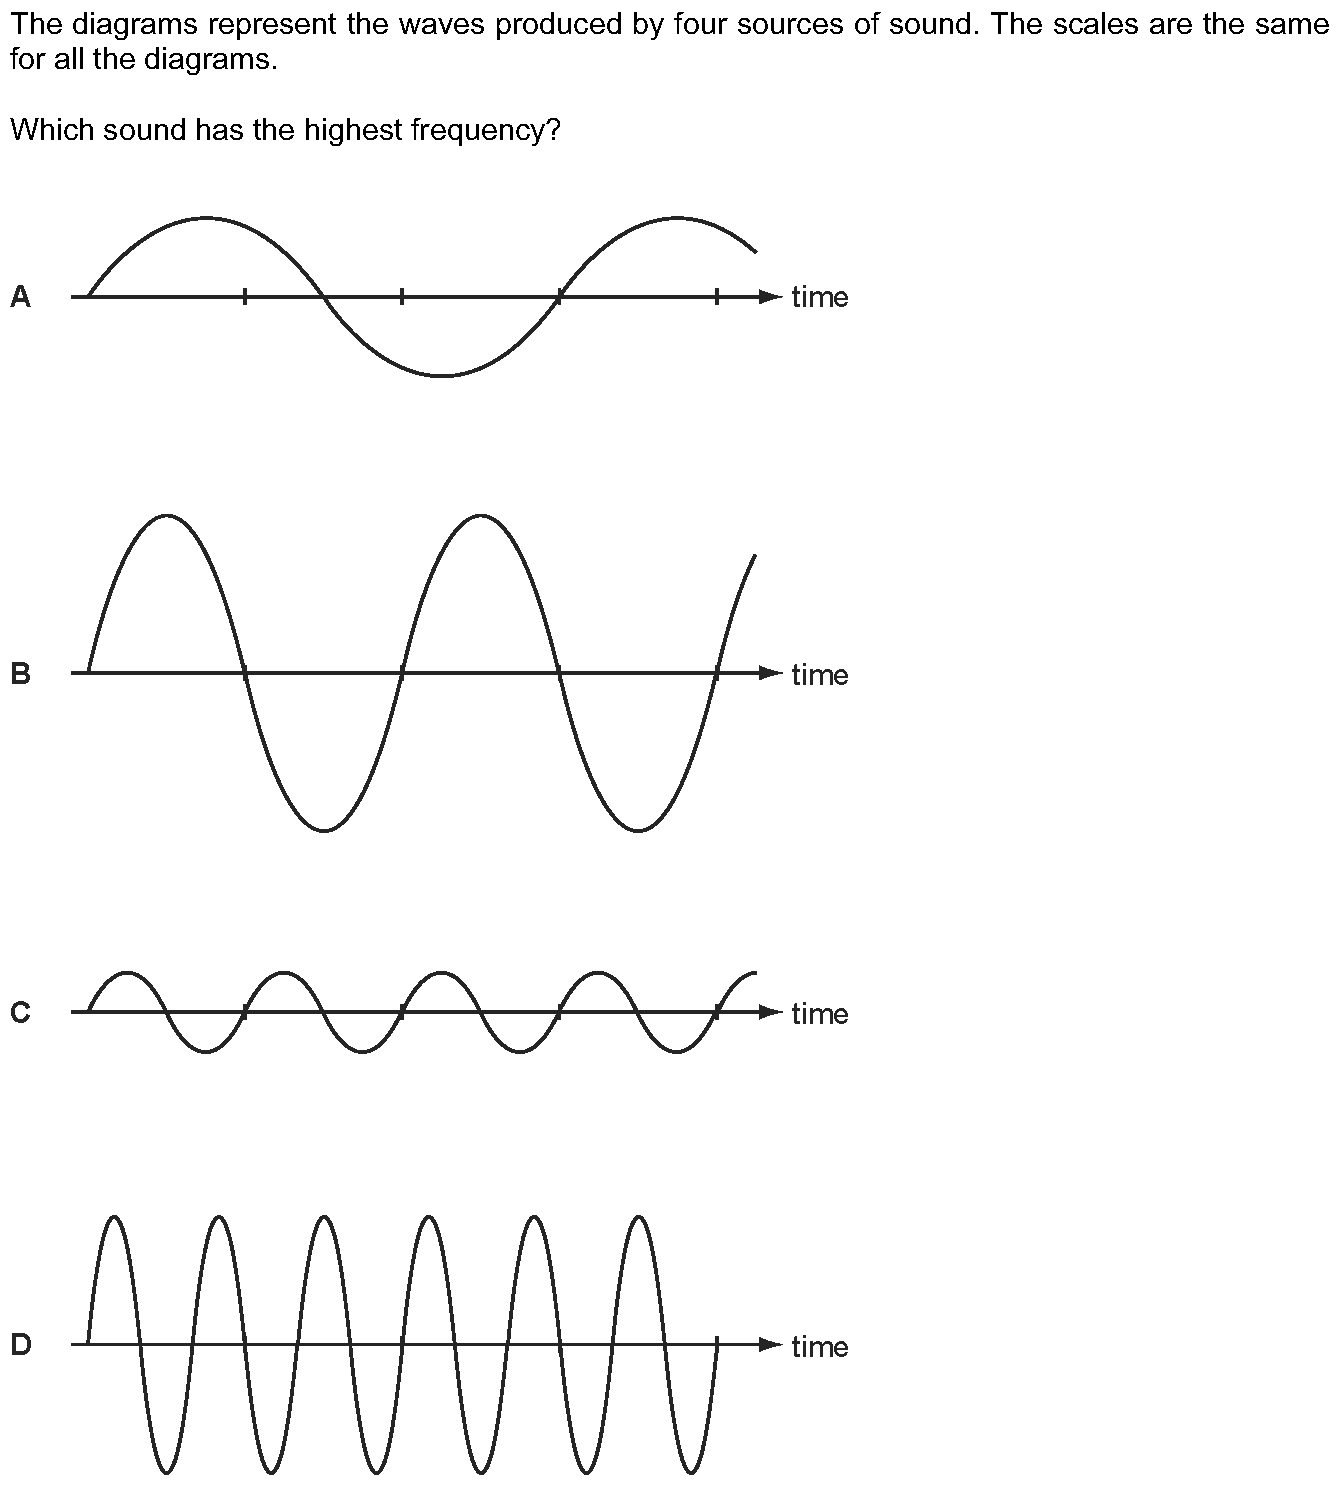 The diagrams represent the waves produced by four sources of sound. The scales are the same
for all the diagrams.
Which sound has the highest frequency?
A time
B time
C time
D time